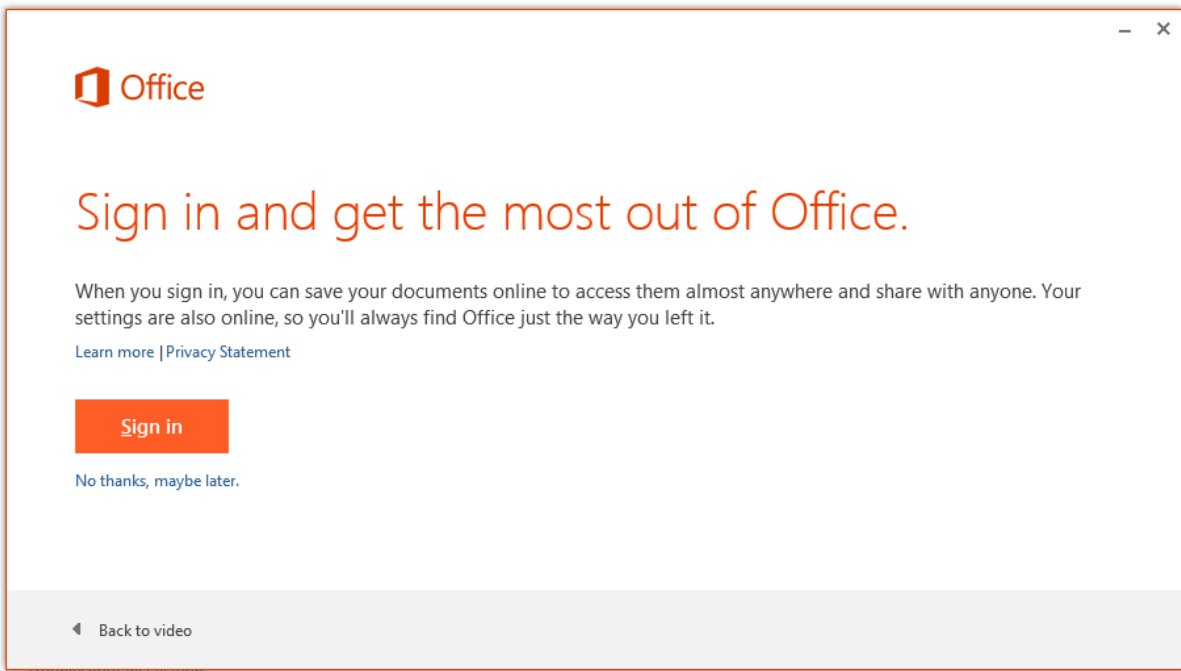 Office
Sign in and get the most out of Office.
When you sign in, you can save your documents online to access them almost anywhere and share with anyone. Your
settings are also online, so you'll always find Office just the way you left it.
Learn more | Privacy Statement
Sign in
No thanks, maybe later.
Back to video